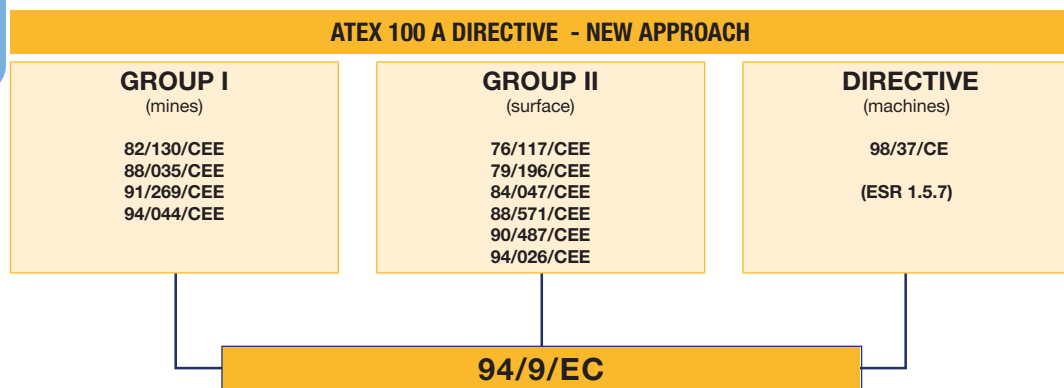 ATEX 100 A DIRECTIVE - NEW APPROACH
GROUP I
(mines)
82/130/CEE
88/035/CEE
91/269/CEE
94/044/CEE
GROUP II
(surface)
76/117/CEE
79/196/CEE
84/047/CEE
88/571/CEE
90/487/CEE
94/026/CEE
DIRECTIVE
(machines)
98/37/CE
(ESR 1.5.7)
94/9/EC